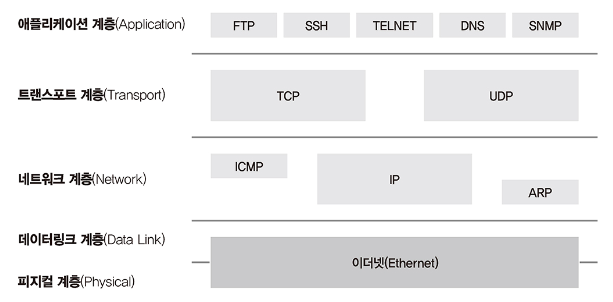 애플리케이션 계층(Application)
FTP SSH TELNET DNS SNMP
트랜스포트 계층(Transport)
TCP UDP
네트워크 계층(Network)
ICMP IP ARP
데이터링크 계층(Data Link)
이더넷(Ethernet)
피지컬 계층(Physical)